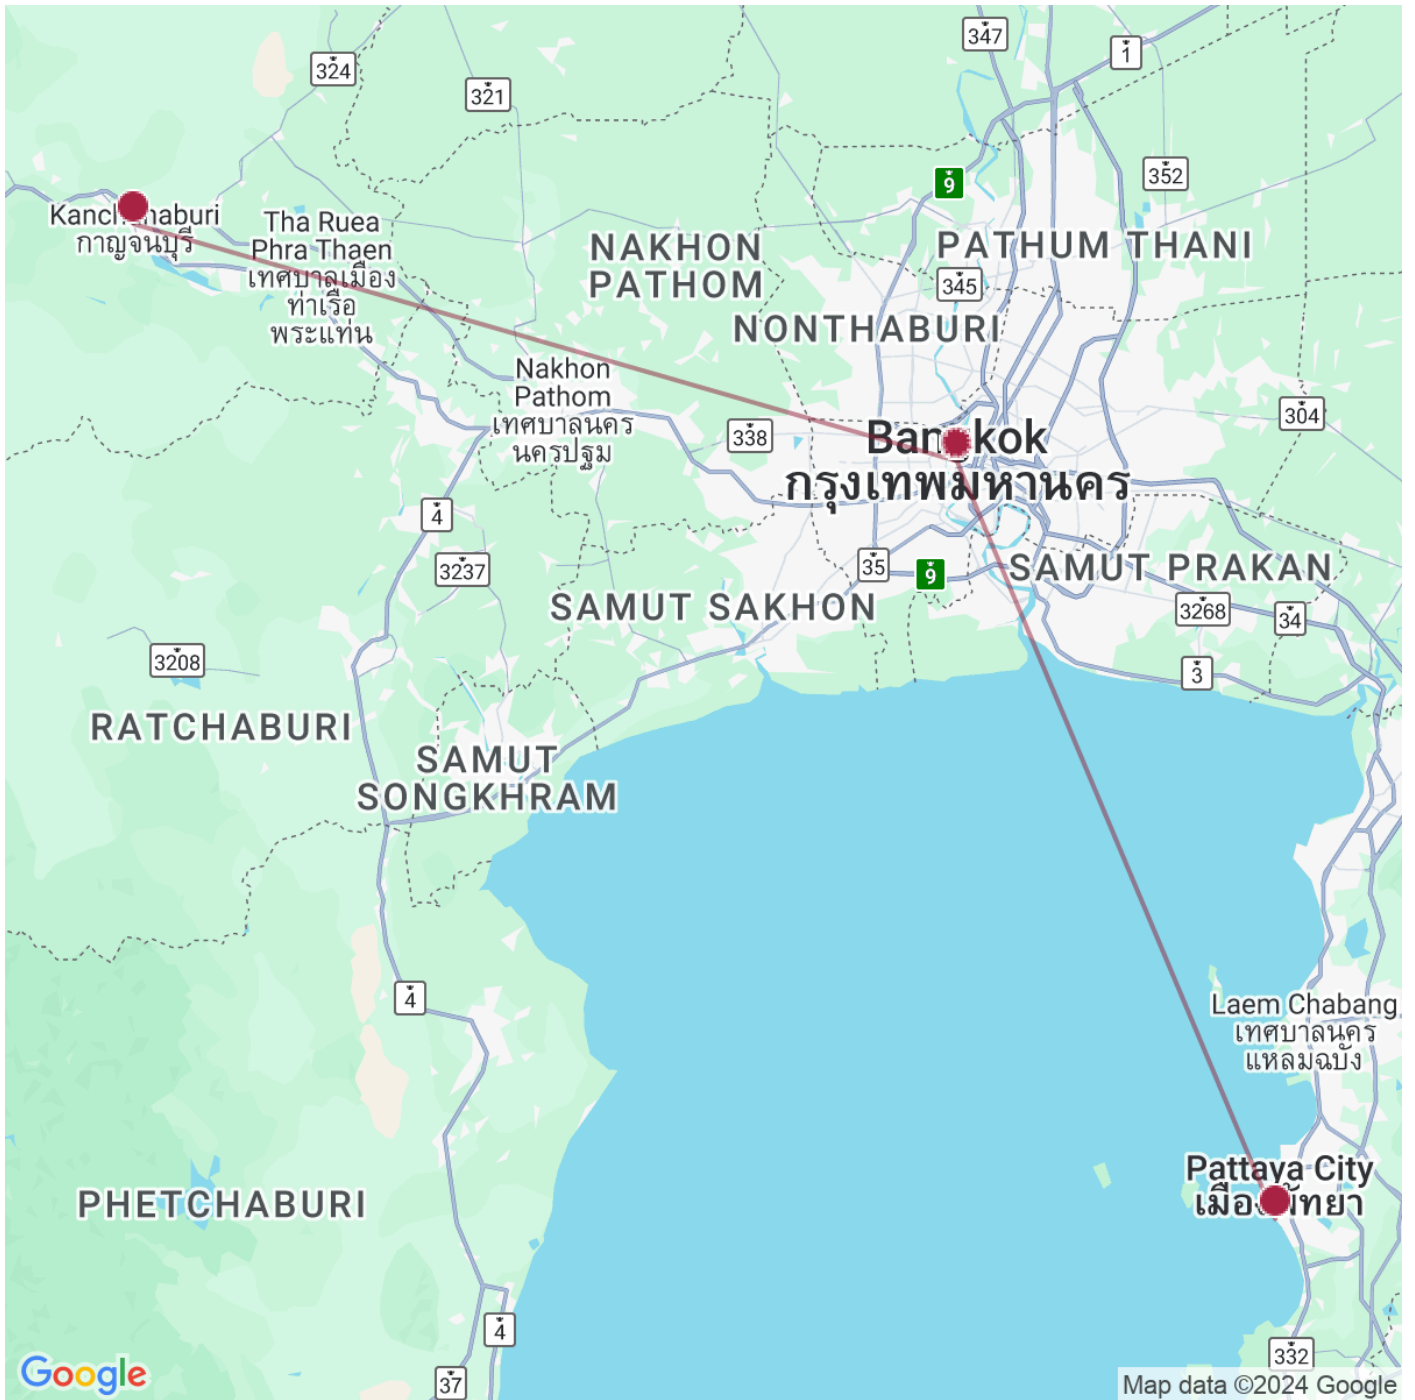 347
1
324
321
352
9
Kanchanaburi
กาญจนบุรี
Tha Ruea
Phra Thaen
เทศบาลเมือง
ท่าเรือ
พระแท่น
NAKHON
PATHOM
PATHUM THANI
345
NONTHABURI
Nakhon
Pathom
เทศบาลนคร
นครปฐม
338
304
Bangkok
กรุงเทพมหานคร
4
3237
35
9
SAMUT PRAKAN
SAMUT SAKHON
3268
34
3208
3
RATCHABURI
SAMUT
SONGKHRAM
4
Laem Chabang
เทศบาลนคร
แหลมฉบัง
PHETCHABURI
Pattaya City
เมืองพัทยา
4
332
37
Google
Map data ©2024 Google